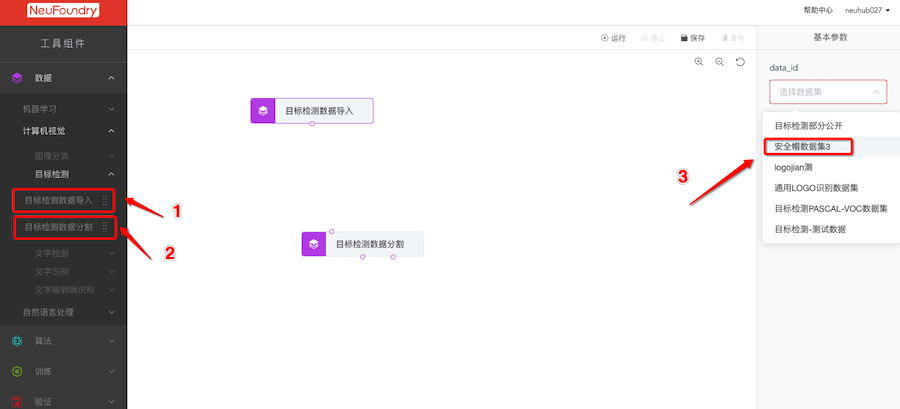 NeuFoundry
帮助中心 neuhub027
工具组件
运行 停止 保存 发布
基本参数
数据
机器学习
计算机视觉
图像分类
目标检测
目标检测数据导入
目标检测数据分割
文字检测
文字识别
文字端到端识别
自然语言处理
算法
训练
验证
1
2
目标检测数据导入
目标检测数据分割
3
data_id
选择数据集
目标检测部分公开
安全帽数据集3
logojian测
通用LOGO识别数据集
目标检测PASCAL-VOC数据集
目标检测-测试数据